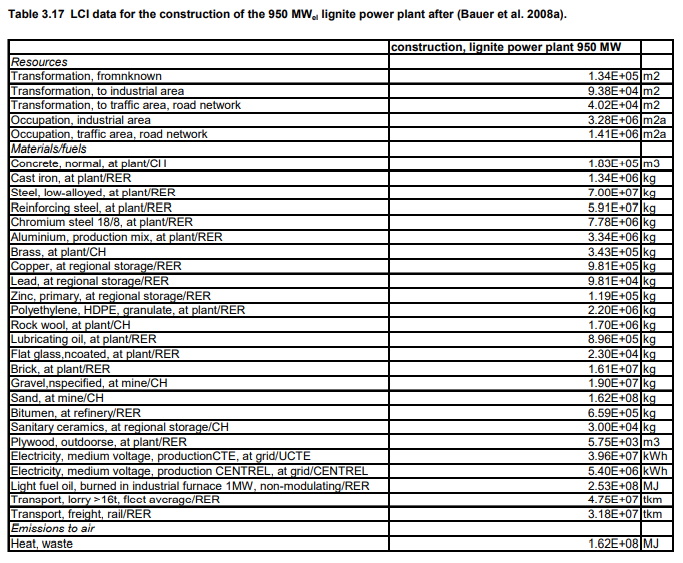 Table 3.17 LCI data for the construction of the 950 MWel lignite power plant after (Bauer et al. 2008a).
construction, lignite power plant 950 MW
Resources
Transformation, fromnknown 1.34E+05 m2
Transformation, to industrial area 9.38E+04 m2
Transformation, to traffic area, road network 4.02E+04 m2
Occupation, industrial area 3.28E+06 m2a
Occupation, traffic area, road network 1.41E+06 m2a
Materials/fuels
Concrete, normal, at plant/CH 1.83E+05 m3
Cast iron, at plant/RER 1.34E+06 kg
Steel, low-alloyed, at plant/RER 7.00E+07 kg
Reinforcing steel, at plant/RER 5.91E+07 kg
Chromium steel 18/8, at plant/RER 7.78E+06 kg
Aluminium, production mix, at plant/RER 3.34E+06 kg
Brass, at plant/CH 3.43E+05 kg
Copper, at regional storage/RER 9.81E+05 kg
Lead, at regional storage/RER 9.81E+04 kg
Zinc, primary, at regional storage/RER 1.19E+05 kg
Polyethylene, HDPE, granulate, at plant/RER 2.20E+06 kg
Rock wool, at plant/CH 1.70E+06 kg
Lubricating oil, at plant/RER 8.96E+05 kg
Flat glass,ncoated, at plant/RER 2.30E+04 kg
Brick, at plant/RER 1.61E+07 kg
Gravel,nspecified, at mine/CH 1.90E+07 kg
Sand, at mine/CH 1.62E+08 kg
Bitumen, at refinery/RER 6.59E+05 kg
Sanitary ceramics, at regional storage/CH 3.00E+04 kg
Plywood, outdoorse, at plant/RER 5.75E+03 m3
Electricity, medium voltage, productionCTE, at grid/UCTE 3.96E+07 kWh
Electricity, medium voltage, production CENTREL, at grid/CENTREL 5.40E+06 kWh
Light fuel oil, burned in industrial furnace 1MW, non-modulating/RER 2.53E+08 MJ
Transport, lorry >16t, fleet average/RER 4.75E+07 tkm
Transport, freight, rail/RER 3.18E+07 tkm
Emissions to air
Heat, waste 1.62E+08 MJ